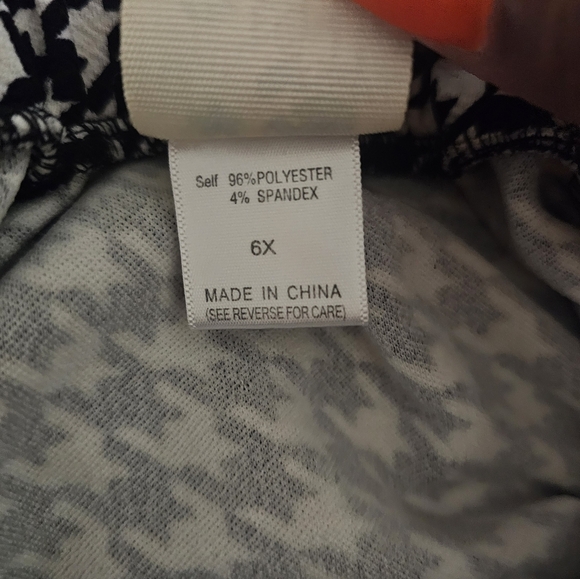 Self 96%POLYESTER
4% SPANDEX
6X
MADE IN CHINA
(SEE REVERSE FOR CARE)